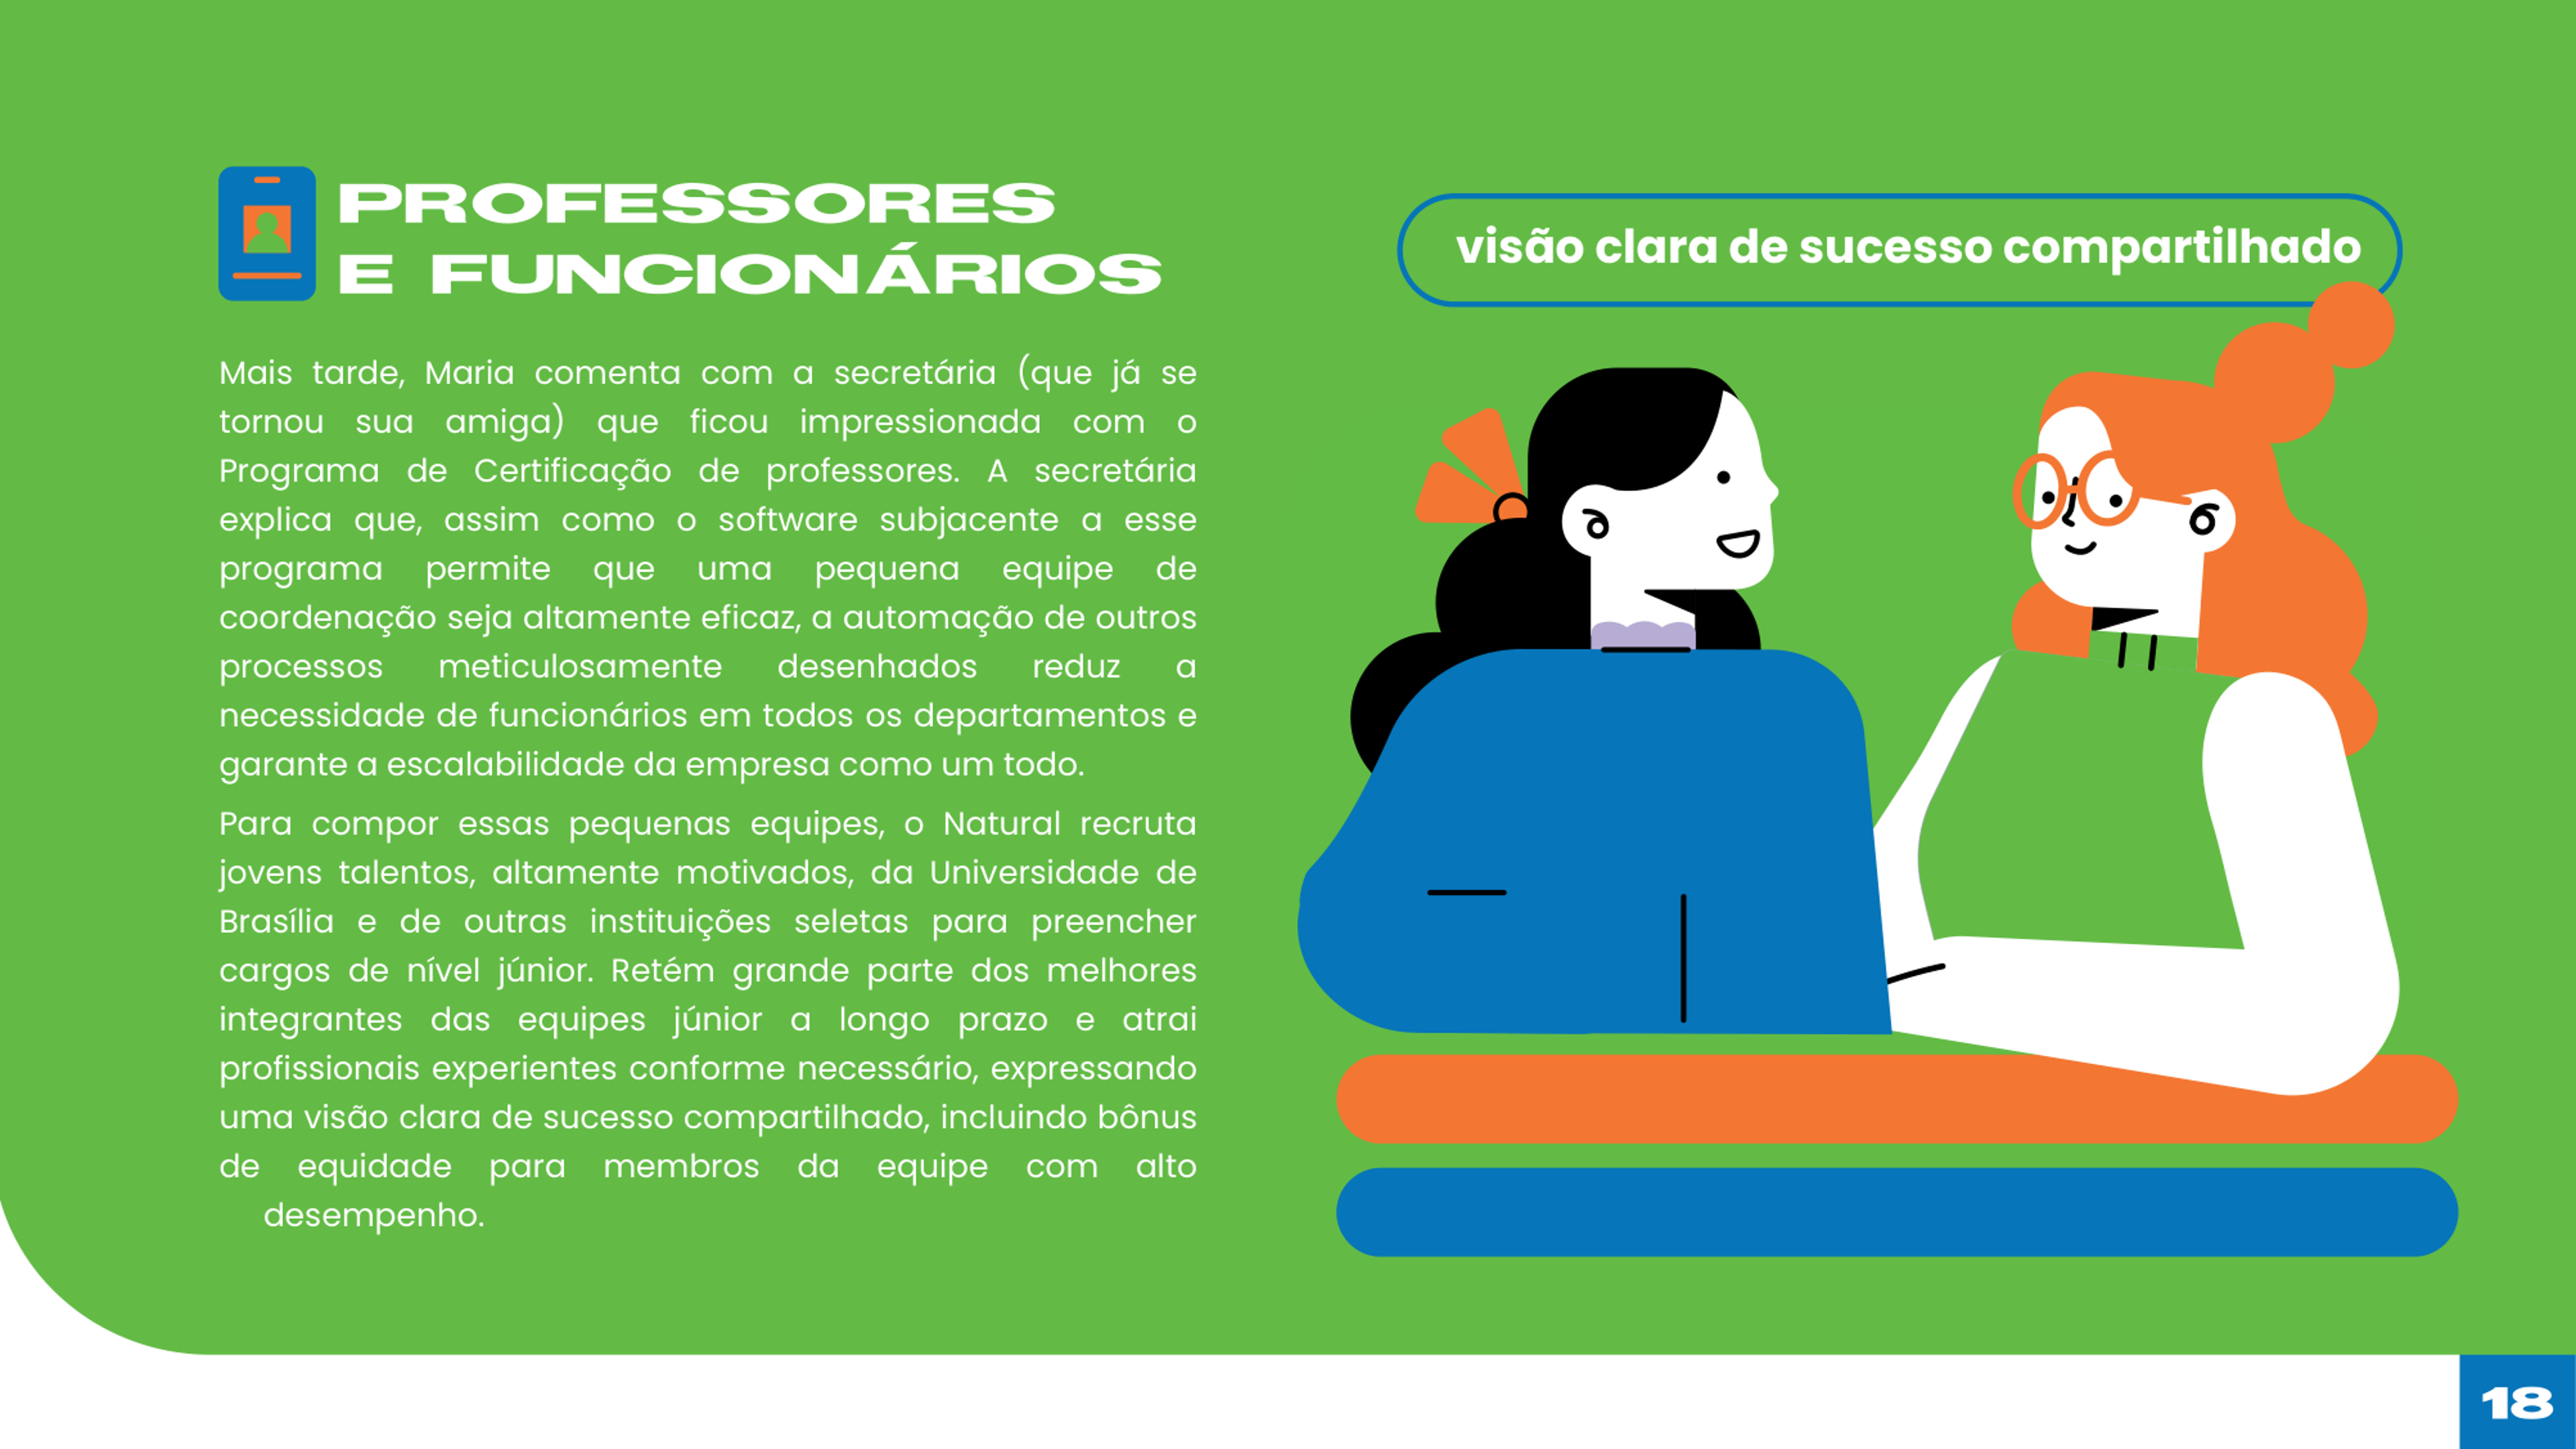 PROFESSORES
E FUNCIONÁRIOS
Mais tarde, Maria comenta com a secretária (que já se
tornou sua amiga) que ficou impressionada com o
Programa de Certificação de professores. A secretária
explica que, assim como o software subjacente a esse
programa permite que uma pequena equipe de
coordenação seja altamente eficaz, a automação de outros
processos meticulosamente desenhados reduz a
necessidade de funcionários em todos os departamentos e
garante a escalabilidade da empresa como um todo.
Para compor essas pequenas equipes, o Natural recruta
jovens talentos, altamente motivados, da Universidade de
Brasília e de outras instituições seletas para preencher
cargos de nível júnior. Retém grande parte dos melhores
integrantes das equipes júnior a longo prazo e atrai
profissionais experientes conforme necessário, expressando
uma visão clara de sucesso compartilhado, incluindo bônus
de equidade para membros da equipe com alto
desempenho.
visão clara de sucesso compartilhado
18